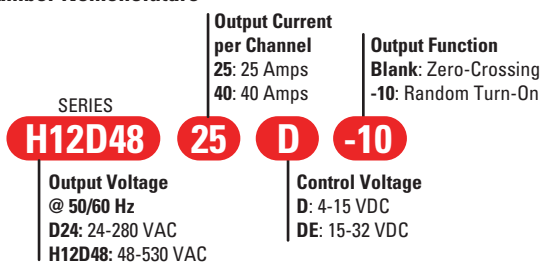 Output Current
per Channel
25: 25 Amps
40: 40 Amps
Output Function
Blank: Zero-Crossing
-10: Random Turn-On
SERIES
H12D48 25 D -10
Output Voltage
@ 50/60 Hz
D24: 24-280 VAC
H12D48: 48-530 VAC
Control Voltage
D: 4-15 VDC
DE: 15-32 VDC